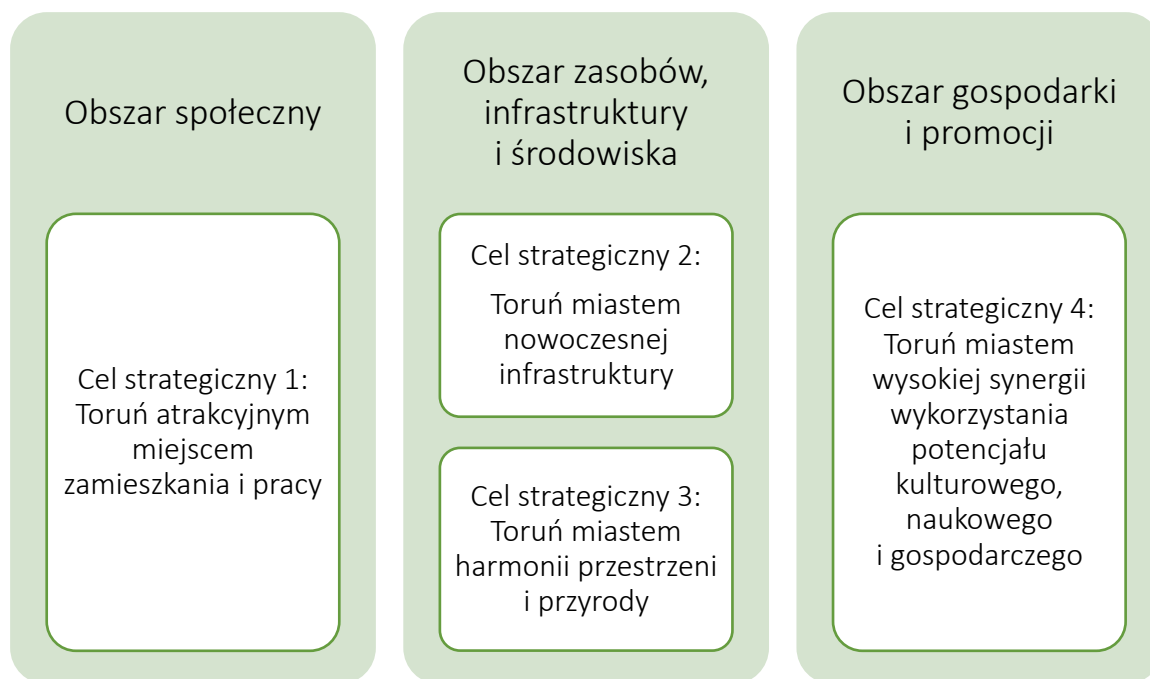 Obszar społeczny
Cel strategiczny 1:
Toruń atrakcyjnym
miejscem
zamieszkania i pracy
Obszar zasobów,
infrastruktury
i środowiska
Cel strategiczny 2:
Toruń miastem
nowoczesnej
infrastruktury
Cel strategiczny 3:
Toruń miastem
harmonii przestrzeni
i przyrody
Obszar gospodarki
i promocji
Cel strategiczny 4:
Toruń miastem
wysokiej synergii
wykorzystania
potencjału
kulturowego,
naukowego
i gospodarczego